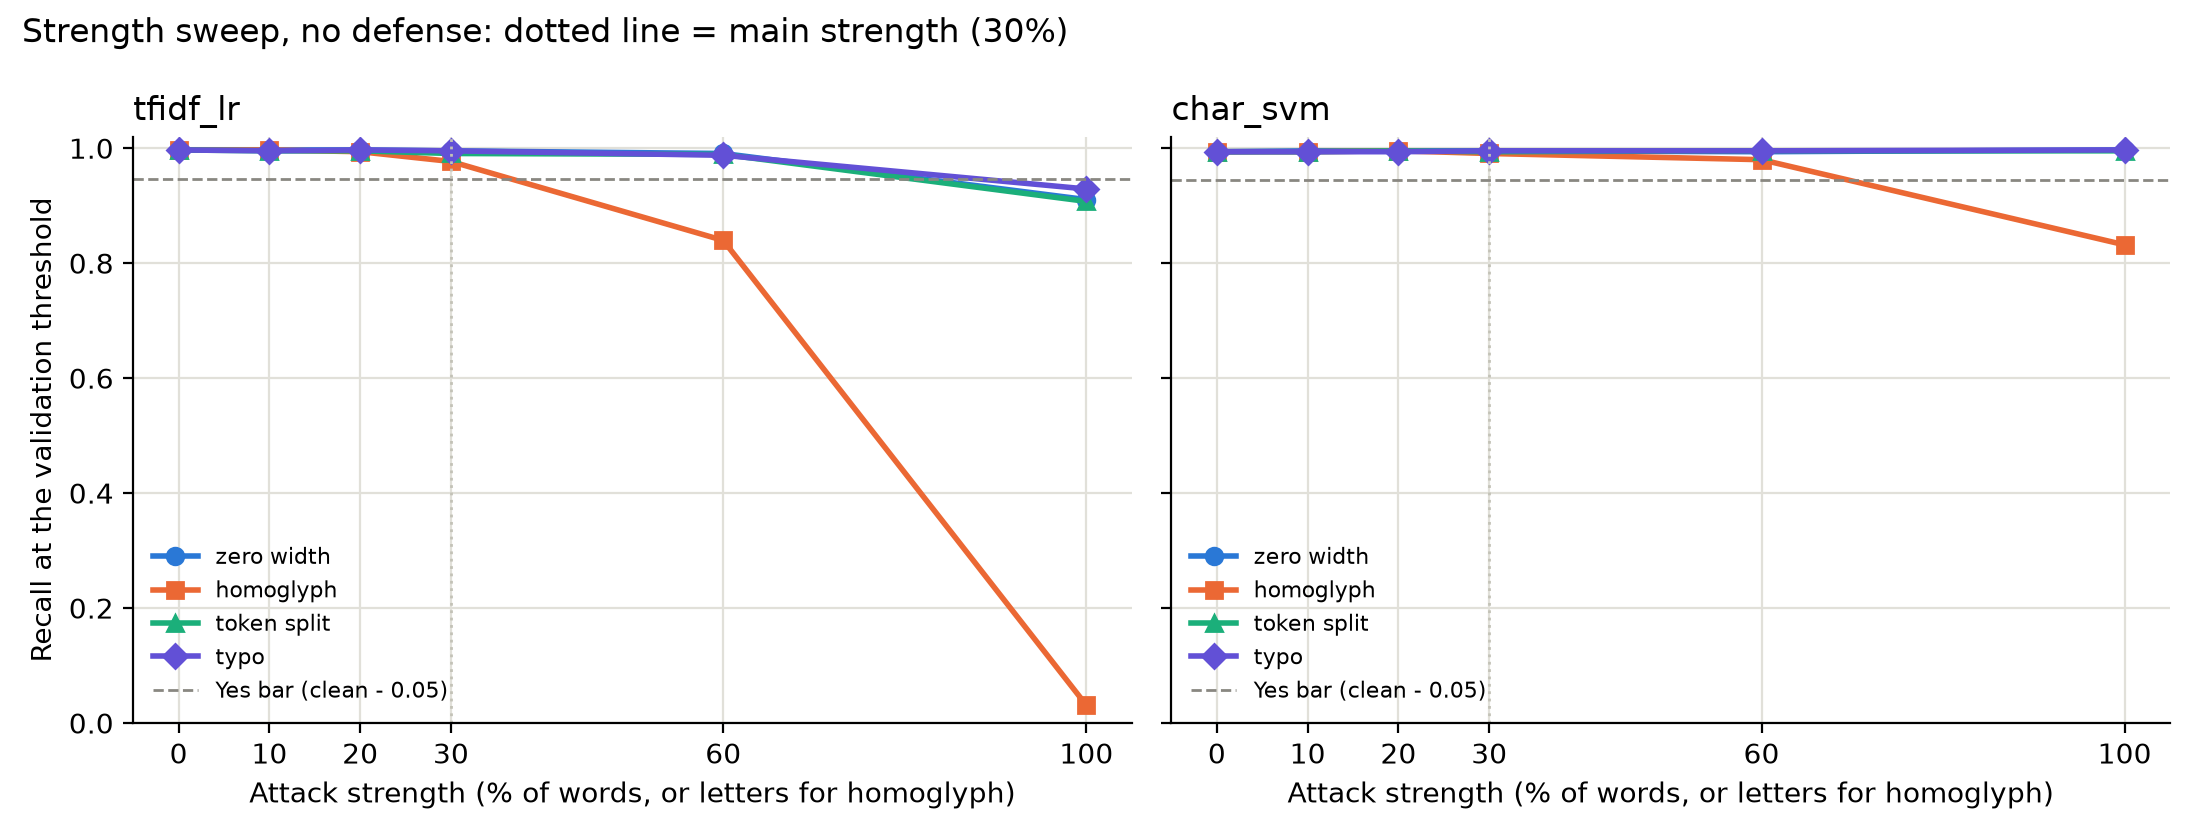 Strength sweep, no defense: dotted line = main strength (30%)
tfidf_lr
1.0
0.8
0.6
0.4
0.2
0.0
Recall at the validation threshold
zero width
homoglyph
token split
typo
Yes bar (clean - 0.05)
0 10 20 30 60 100
Attack strength (% of words, or letters for homoglyph)
char_svm
zero width
homoglyph
token split
typo
Yes bar (clean - 0.05)
0 10 20 30 60 100
Attack strength (% of words, or letters for homoglyph)